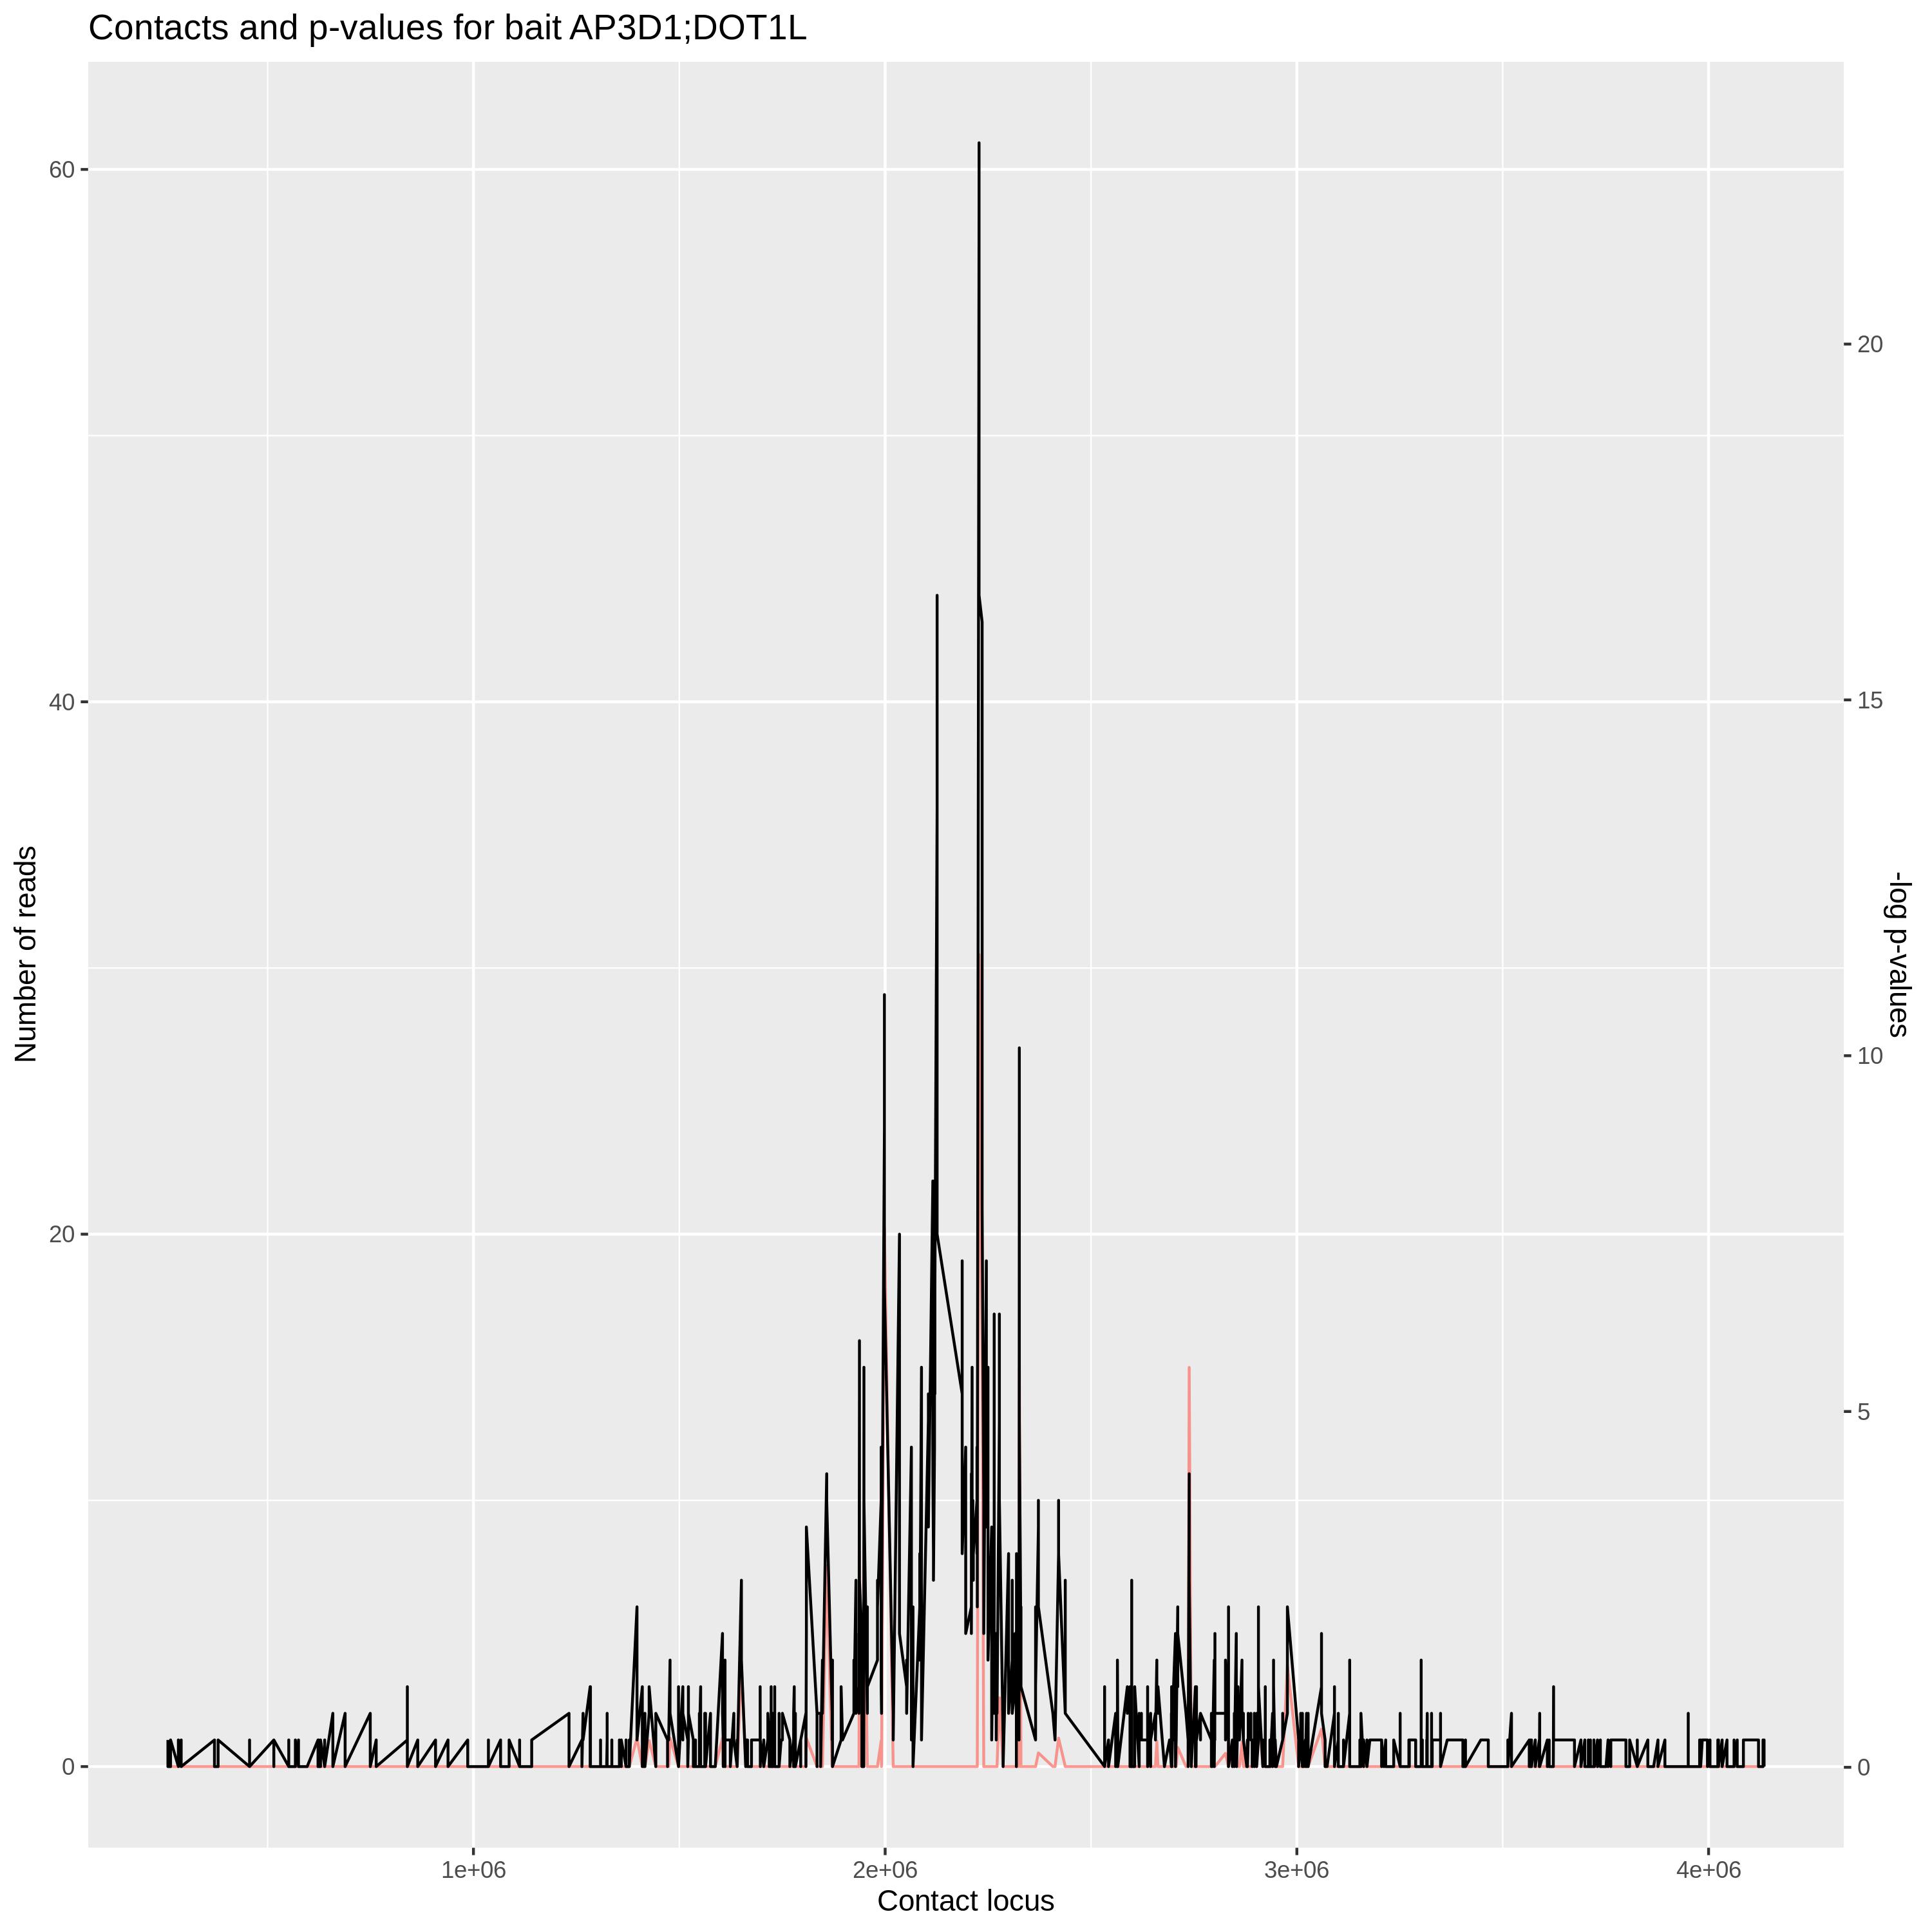 Contacts and p-values for bait AP3D1;DOT1L
60
40
20
0
Number of reads
20
15
10
5
0
-log p-values
1e+06
2e+06
3e+06
4e+06
Contact locus